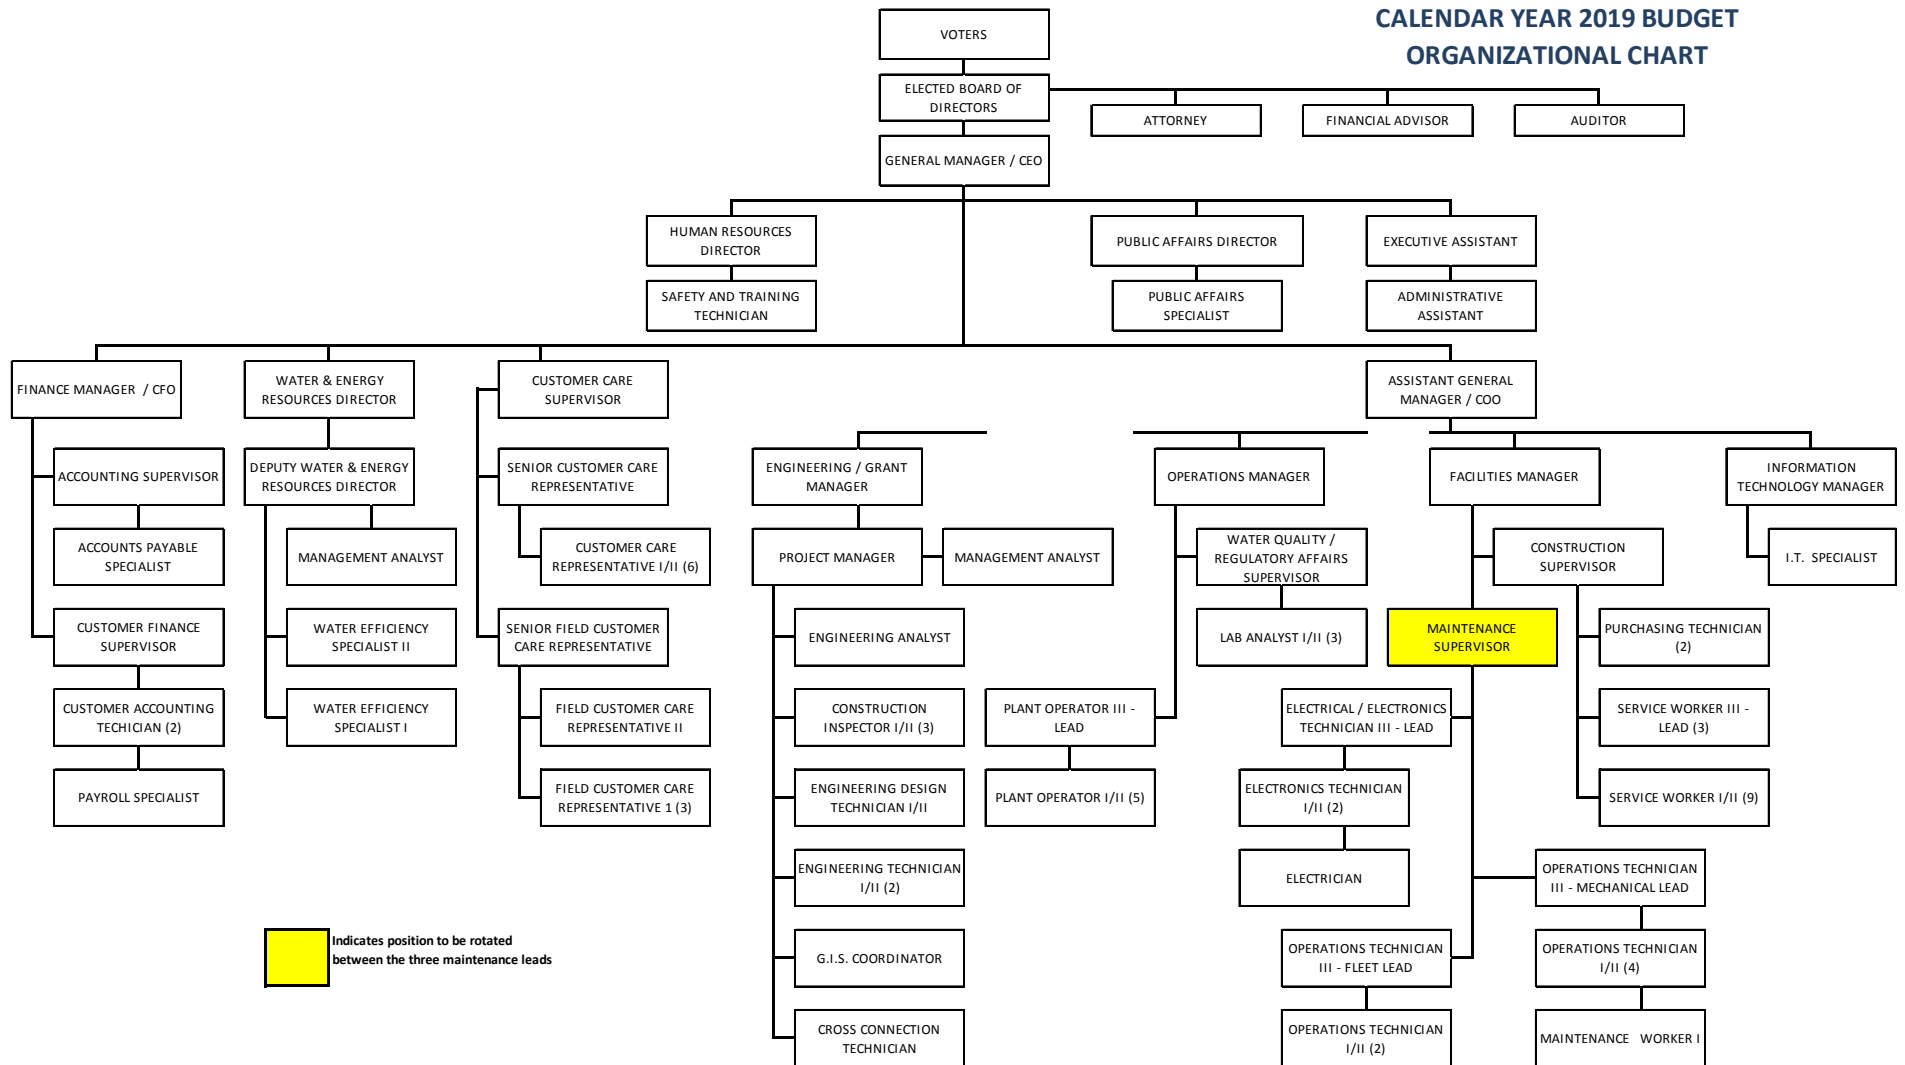 CALENDAR YEAR 2019 BUDGET
ORGANIZATIONAL CHART
VOTERS
ELECTED BOARD OF
DIRECTORS
ATTORNEY
FINANCIAL ADVISOR
AUDITOR
GENERAL MANAGER / CEO
HUMAN RESOURCES
DIRECTOR
PUBLIC AFFAIRS DIRECTOR
EXECUTIVE ASSISTANT
SAFETY AND TRAINING
TECHNICIAN
PUBLIC AFFAIRS
SPECIALIST
ADMINISTRATIVE
ASSISTANT
FINANCE MANAGER / CFO
WATER & ENERGY
RESOURCES DIRECTOR
CUSTOMER CARE
SUPERVISOR
ASSISTANT GENERAL
MANAGER / COO
ACCOUNTING SUPERVISOR
DEPUTY WATER & ENERGY
RESOURCES DIRECTOR
SENIOR CUSTOMER CARE
REPRESENTATIVE
ENGINEERING / GRANT
MANAGER
OPERATIONS MANAGER
FACILITIES MANAGER
INFORMATION
TECHNOLOGY MANAGER
ACCOUNTS PAYABLE
SPECIALIST
MANAGEMENT ANALYST
CUSTOMER CARE
REPRESENTATIVE I/II (6)
PROJECT MANAGER
MANAGEMENT ANALYST
WATER QUALITY /
REGULATORY AFFAIRS
SUPERVISOR
CONSTRUCTION
SUPERVISOR
I.T. SPECIALIST
CUSTOMER FINANCE
SUPERVISOR
WATER EFFICIENCY
SPECIALIST II
SENIOR FIELD CUSTOMER
CARE REPRESENTATIVE
ENGINEERING ANALYST
LAB ANALYST I/II (3)
MAINTENANCE
SUPERVISOR
PURCHASING TECHNICIAN
(2)
CUSTOMER ACCOUNTING
TECHICIAN (2)
WATER EFFICIENCY
SPECIALIST I
FIELD CUSTOMER CARE
REPRESENTATIVE II
CONSTRUCTION
INSPECTOR I/II (3)
PLANT OPERATOR III -
LEAD
ELECTRICAL / ELECTRONICS
TECHNICIAN III - LEAD
SERVICE WORKER III -
LEAD (3)
PAYROLL SPECIALIST
FIELD CUSTOMER CARE
REPRESENTATIVE 1 (3)
ENGINEERING DESIGN
TECHNICIAN I/II
PLANT OPERATOR I/II (5)
ELECTRONICS TECHNICIAN
I/II (2)
SERVICE WORKER I/II (9)
ENGINEERING TECHNICIAN
I/II (2)
ELECTRICIAN
OPERATIONS TECHNICIAN
III - MECHANICAL LEAD
Indicates position to be rotated
between the three maintenance leads
G.I.S. COORDINATOR
OPERATIONS TECHNICIAN
III - FLEET LEAD
OPERATIONS TECHNICIAN
I/II (4)
CROSS CONNECTION
TECHNICIAN
OPERATIONS TECHNICIAN
I/II (2)
MAINTENANCE WORKER I